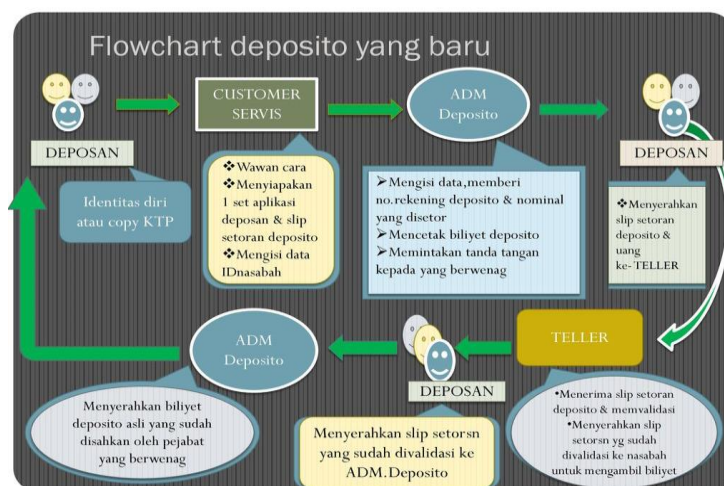 Flowchart deposito yang baru
DEPOSAN
Identitas diri
atau copy KTP
CUSTOMER
SERVIS
❖Wawan cara
❖Menyiapakan
1 set aplikasi
deposan & slip
setoran deposito
❖Mengisi data
IDnasabah
ADM
Deposito
➢Mengisi data,memberi
no.rekening deposito & nominal
yang disetor
➢Mencetak biliyet deposito
➢Memintakan tanda tangan
kepada yang berwenag
DEPOSAN
❖Menyerahkan
slip setoran
deposito &
uang
ke-TELLER
TELLER
•Menerima slip setoran
deposito & memvalidasi
•Menyerahkan slip
setorsn yg sudah
divalidasi ke nasabah
untuk mengambil biliyet
DEPOSAN
Menyerahkan slip setorsn
yang sudah divalidasi ke
ADM.Deposito
ADM
Deposito
Menyerahkan biliyet
deposito asli yang sudah
disahkan oleh pejabat
yang berwenag